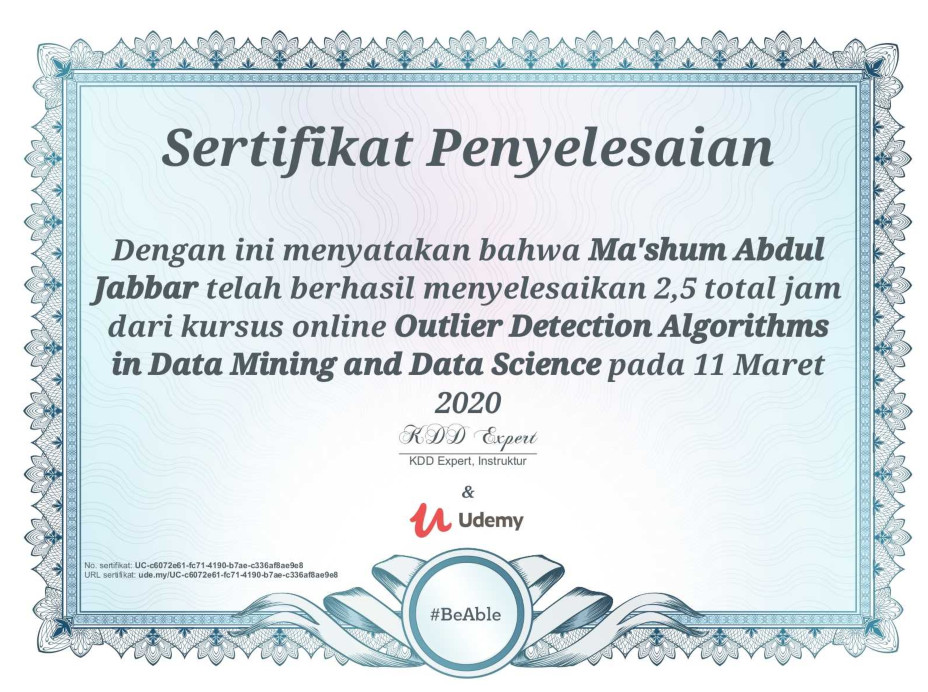 Sertifikat Penyelesaian
Dengan ini menyatakan bahwa Ma'shum Abdul
Jabbar telah berhasil menyelesaikan 2,5 total jam
dari kursus online Outlier Detection Algorithms
in Data Mining and Data Science pada 11 Maret
2020
KDD Expert
KDD Expert, Instruktur
&
Udemy
No. sertifikat: UC-c6072e61-fc71-4190-b7ae-c336af8ae9e8
URL sertifikat: ude.my/UC-c6072e61-fc71-4190-b7ae-c336af8ae9e8
#BeAble